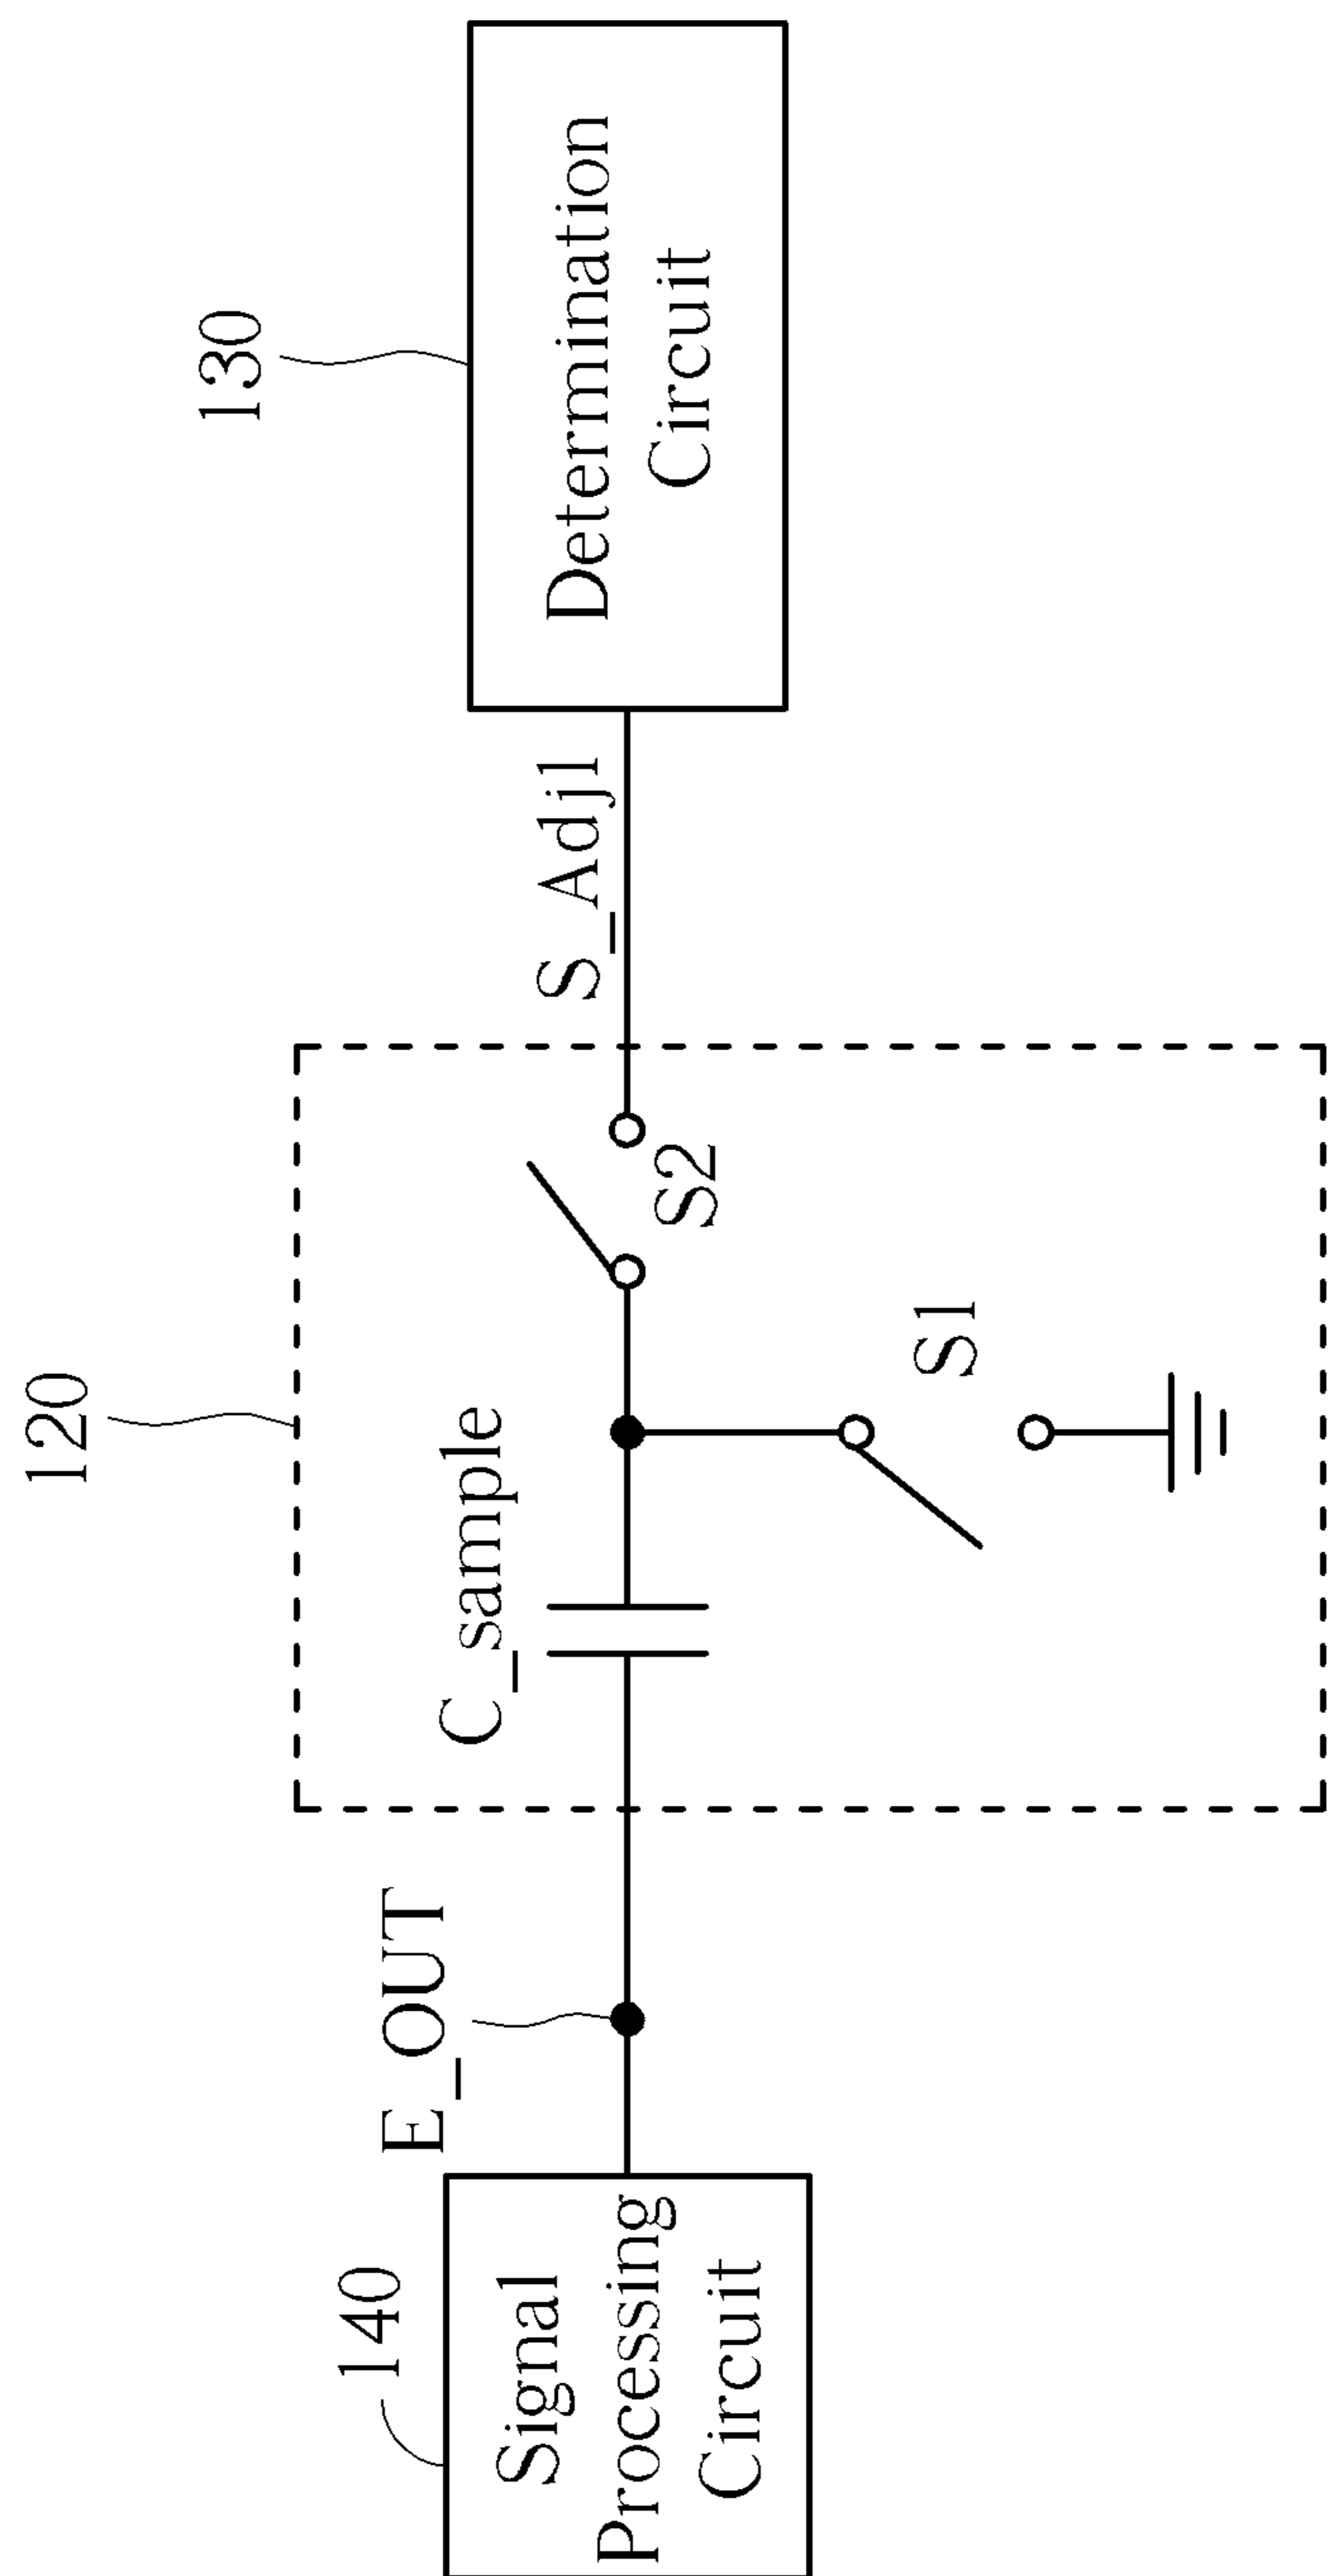 120
130
140
E_OUT
C_sample
S_Adj1
S2
S1
Signal
Processing
Circuit
Determination
Circuit